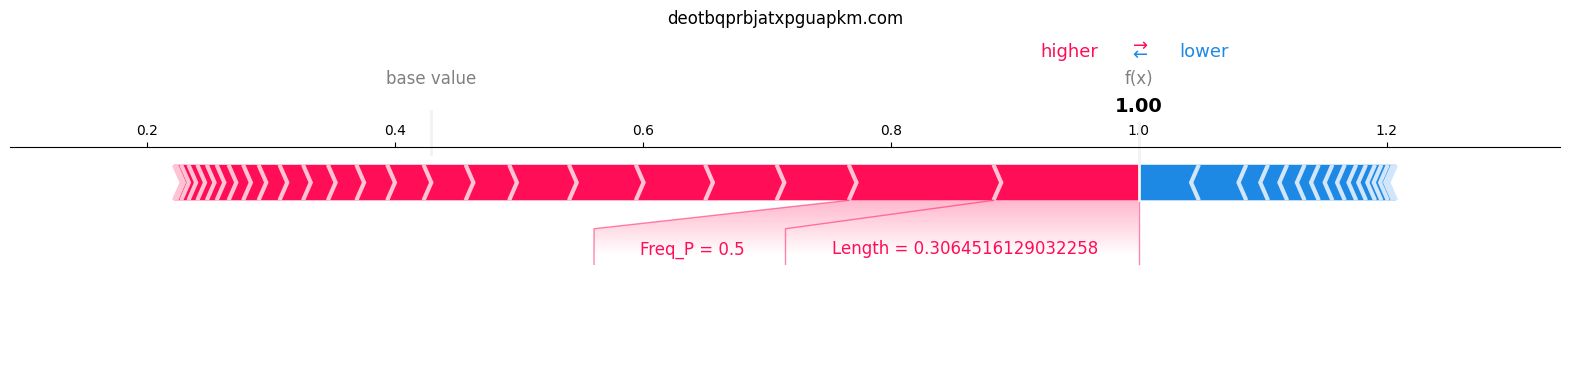 deotbqprbjatxpguapkm.com
higher → ← lower
base value f(x)
1.00
0.2 0.4 0.6 0.8 1.0 1.2
Freq_P = 0.5 Length = 0.3064516129032258